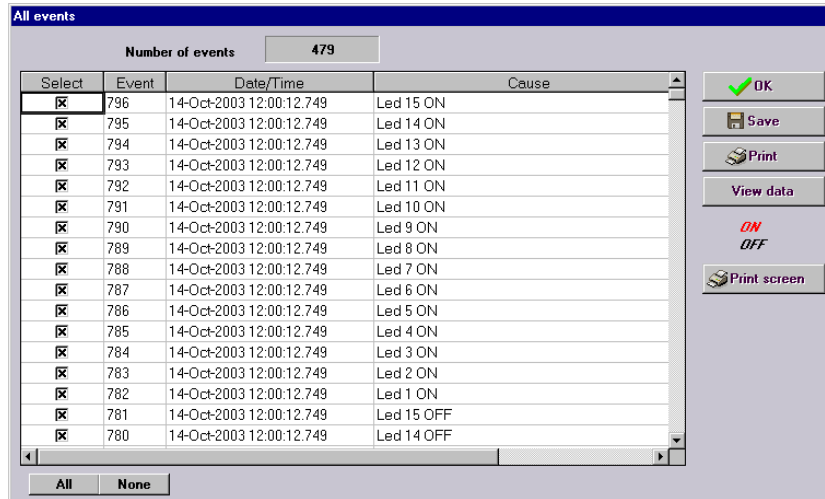 All events
Number of events 479
Select Event Date/Time Cause
796 14-Oct-2003 12:00:12.749 Led 15 ON
795 14-Oct-2003 12:00:12.749 Led 14 ON
794 14-Oct-2003 12:00:12.749 Led 13 ON
793 14-Oct-2003 12:00:12.749 Led 12 ON
792 14-Oct-2003 12:00:12.749 Led 11 ON
791 14-Oct-2003 12:00:12.749 Led 10 ON
790 14-Oct-2003 12:00:12.749 Led 9 ON
789 14-Oct-2003 12:00:12.749 Led 8 ON
788 14-Oct-2003 12:00:12.749 Led 7 ON
787 14-Oct-2003 12:00:12.749 Led 6 ON
786 14-Oct-2003 12:00:12.749 Led 5 ON
785 14-Oct-2003 12:00:12.749 Led 4 ON
784 14-Oct-2003 12:00:12.749 Led 3 ON
783 14-Oct-2003 12:00:12.749 Led 2 ON
782 14-Oct-2003 12:00:12.749 Led 1 ON
781 14-Oct-2003 12:00:12.749 Led 15 OFF
780 14-Oct-2003 12:00:12.749 Led 14 OFF
All None
OK
Save
Print
View data
ON
OFF
Print screen